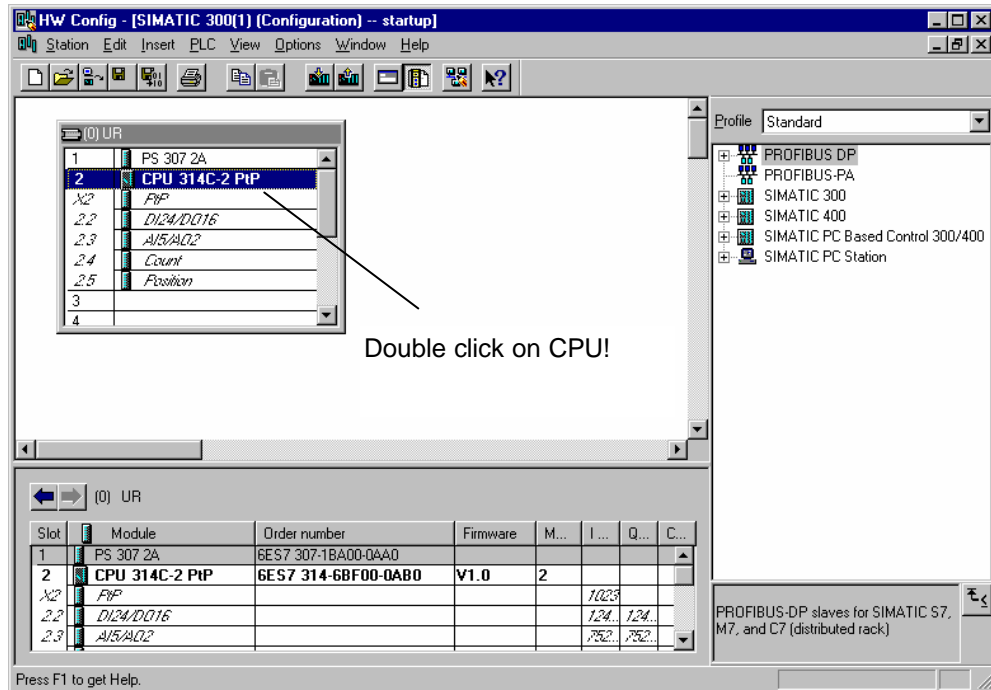 HW Config - [SIMATIC 300(1) (Configuration) -- startup]
Station Edit Insert PLC View Options Window Help
(0) UR
1 PS 307 2A
2 CPU 314C-2 PtP
X2 PtP
2.2 DI24/DO16
2.3 AI5/AO2
2.4 Count
2.5 Position
3
4
Double click on CPU!
Profile Standard
PROFIBUS DP
PROFIBUS-PA
SIMATIC 300
SIMATIC 400
SIMATIC PC Based Control 300/400
SIMATIC PC Station
(0) UR
Slot Module Order number Firmware M... I... Q... C...
1 PS 307 2A 6ES7 307-1BA00-0AA0
2 CPU 314C-2 PtP 6ES7 314-6BF00-0AB0 V1.0 2
X2 PtP 1023
2.2 DI24/DO16 124... 124...
2.3 AI5/AO2 752... 752...
PROFIBUS-DP slaves for SIMATIC S7,
M7, and C7 (distributed rack)
Press F1 to get Help.